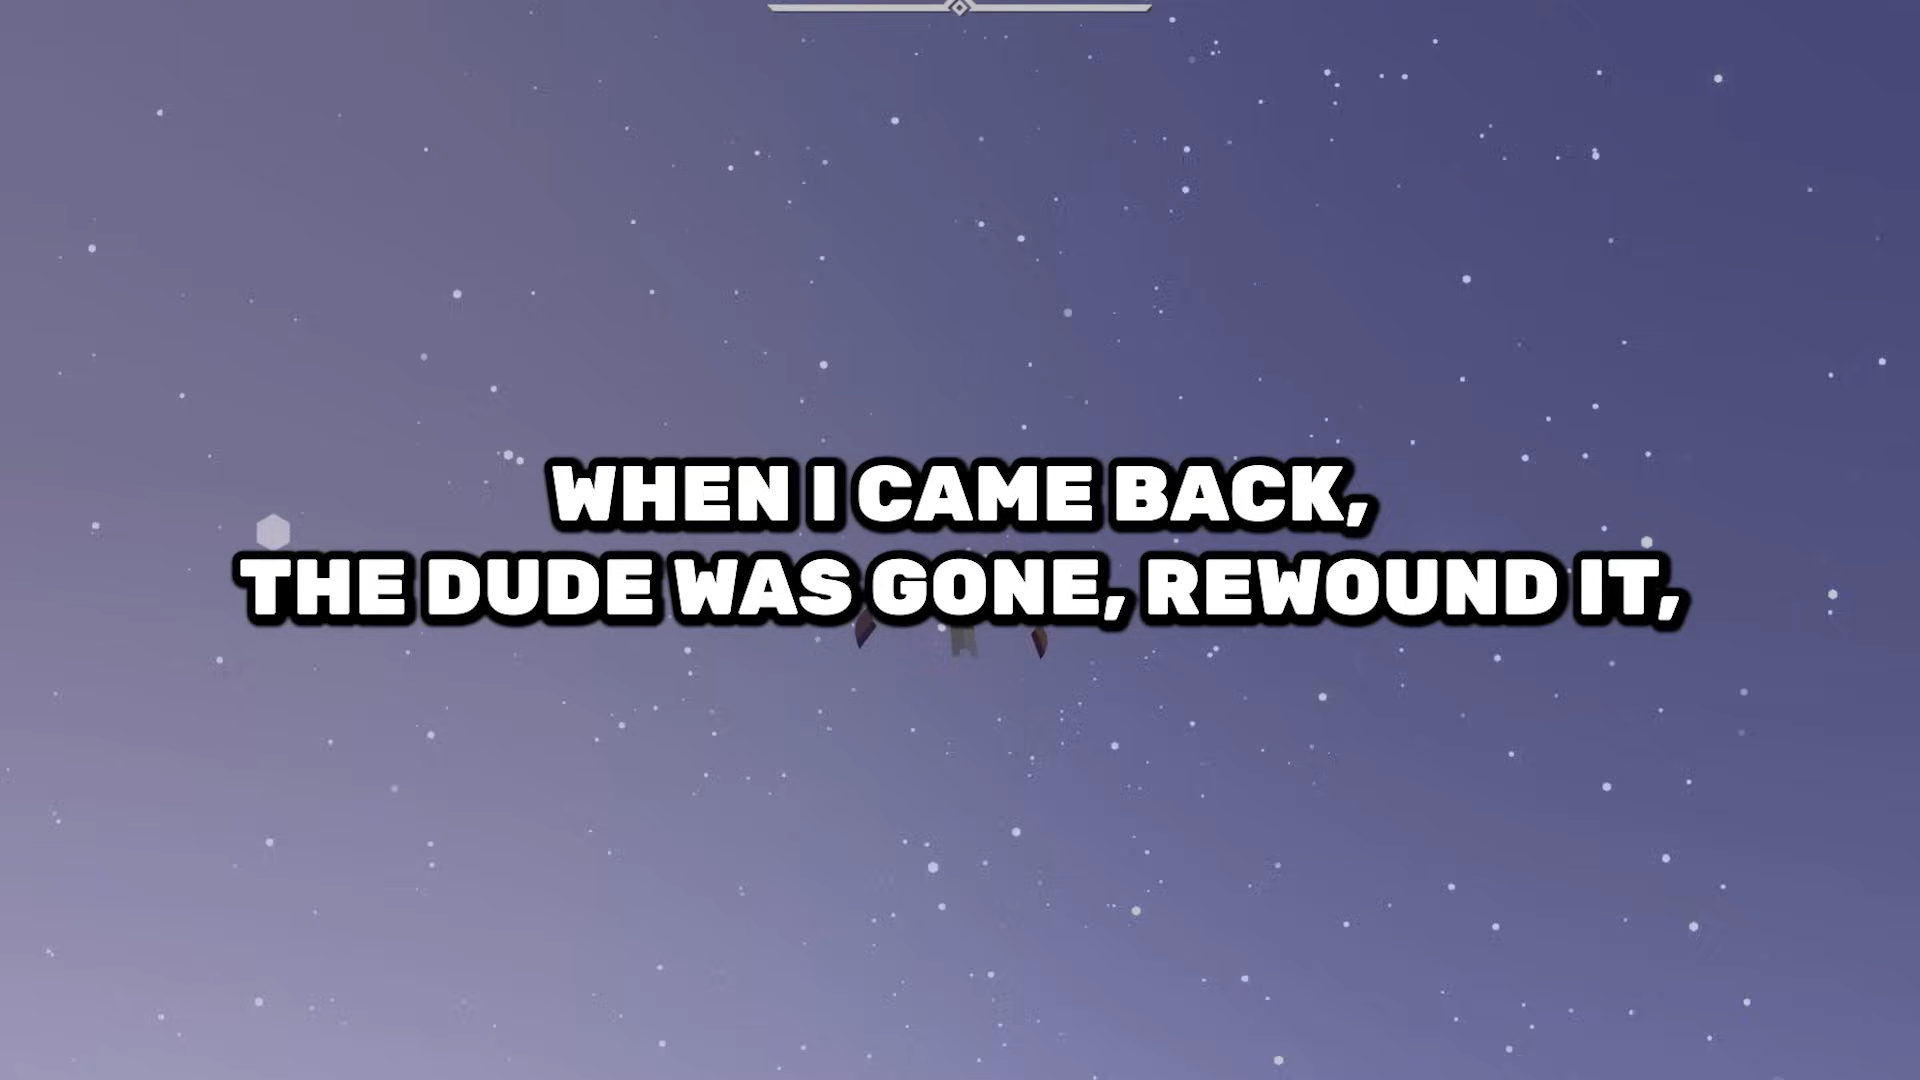 WHEN I CAME BACK,
THE DUDE WAS GONE, REWOUND IT,